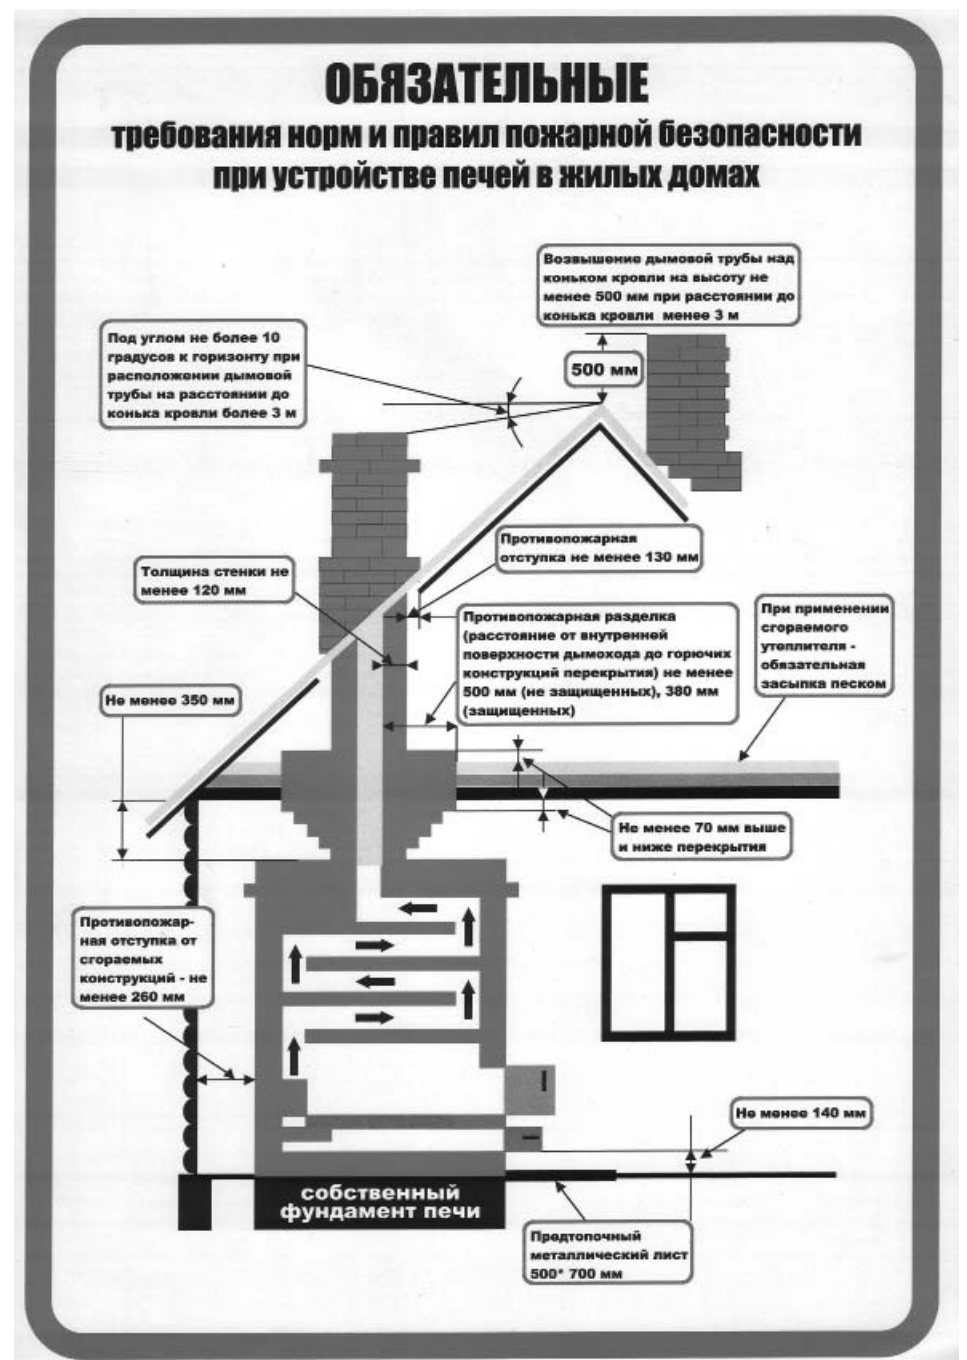 ОБЯЗАТЕЛЬНЫЕ
требования норм и правил пожарной безопасности
при устройстве печей в жилых домах
Возвышение дымовой трубы над
коньком кровли на высоту не
менее 500 мм при расстоянии до
конька кровли менее 3 м
Под углом не более 10
градусов к горизонту при
расположении дымовой
трубы на расстоянии до
конька кровли более 3 м
500 мм
Противопожарная
отступка не менее 130 мм
Толщина стенки не
менее 120 мм
Противопожарная разделка
(расстояние от внутренней
поверхности дымохода до горючих
конструкций перекрытия) не менее
500 мм (не защищенных), 380 мм
(защищенных)
При применении
сгораемого
утеплителя -
обязательная
засыпка песком
Не менее 350 мм
Не менее 70 мм выше
и ниже перекрытия
Противопожар-
ная отступка от
сгораемых
конструкций - не
менее 260 мм
Не менее 140 мм
собственный
фундамент печи
Предтопочный
металлический лист
500* 700 мм